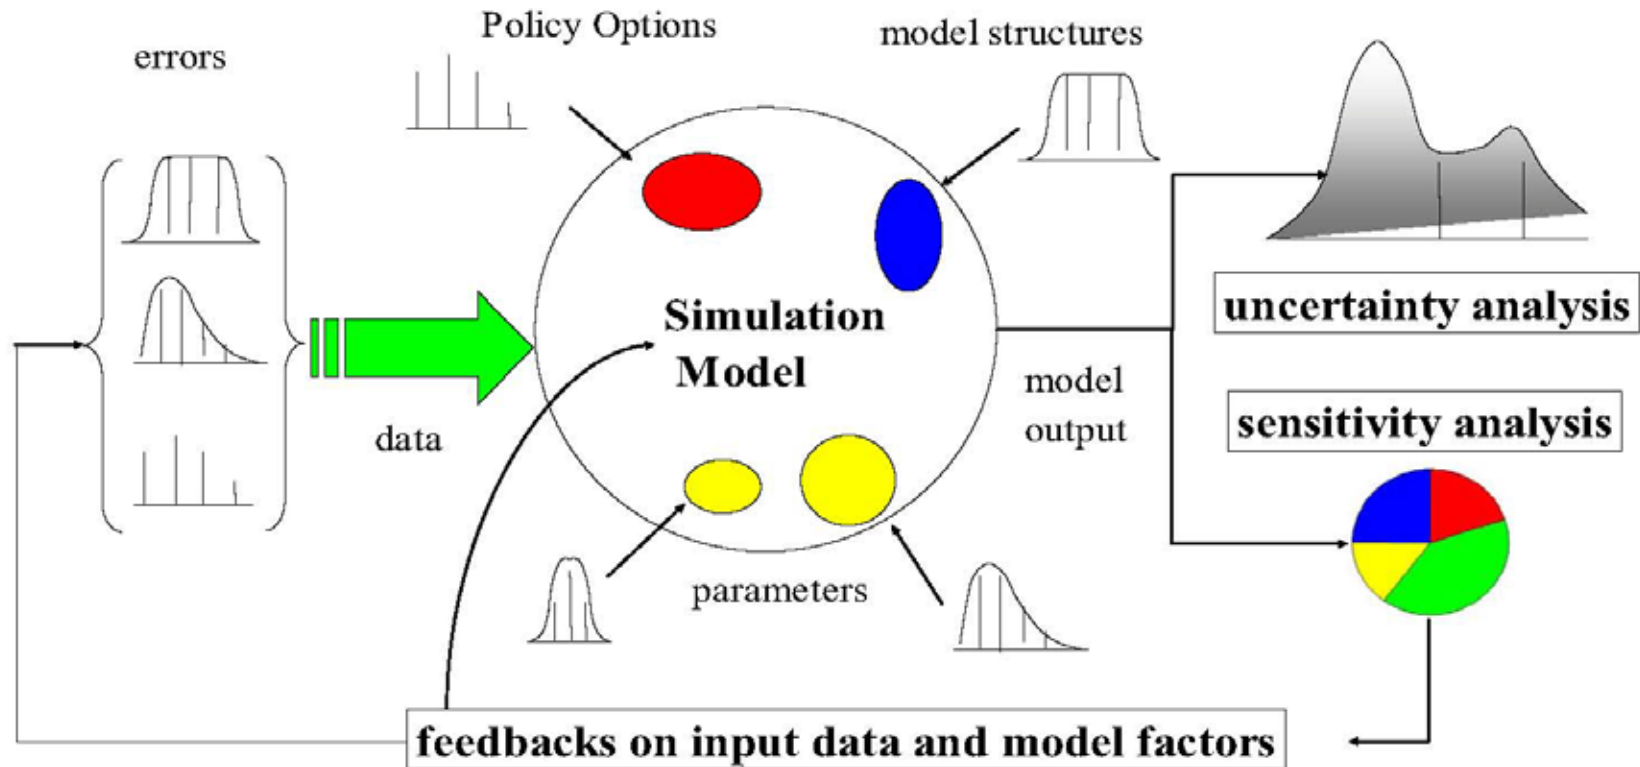 Policy Options
model structures
errors
Simulation
Model
uncertainty analysis
model
output
data
sensitivity analysis
parameters
feedbacks on input data and model factors